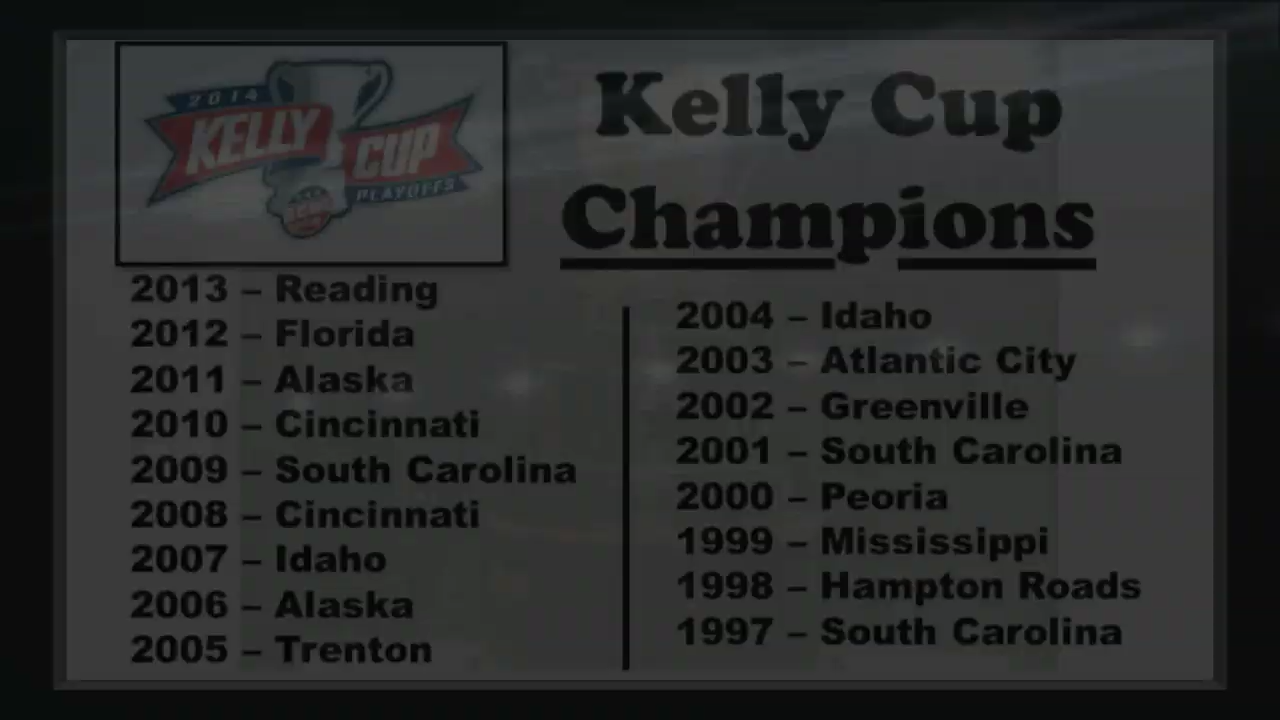 2014
KELLY CUP
PLAYOFFS
Kelly Cup
Champions
2013 – Reading
2012 – Florida
2011 – Alaska
2010 – Cincinnati
2009 – South Carolina
2008 – Cincinnati
2007 – Idaho
2006 – Alaska
2005 – Trenton
2004 – Idaho
2003 – Atlantic City
2002 – Greenville
2001 – South Carolina
2000 – Peoria
1999 – Mississippi
1998 – Hampton Roads
1997 – South Carolina